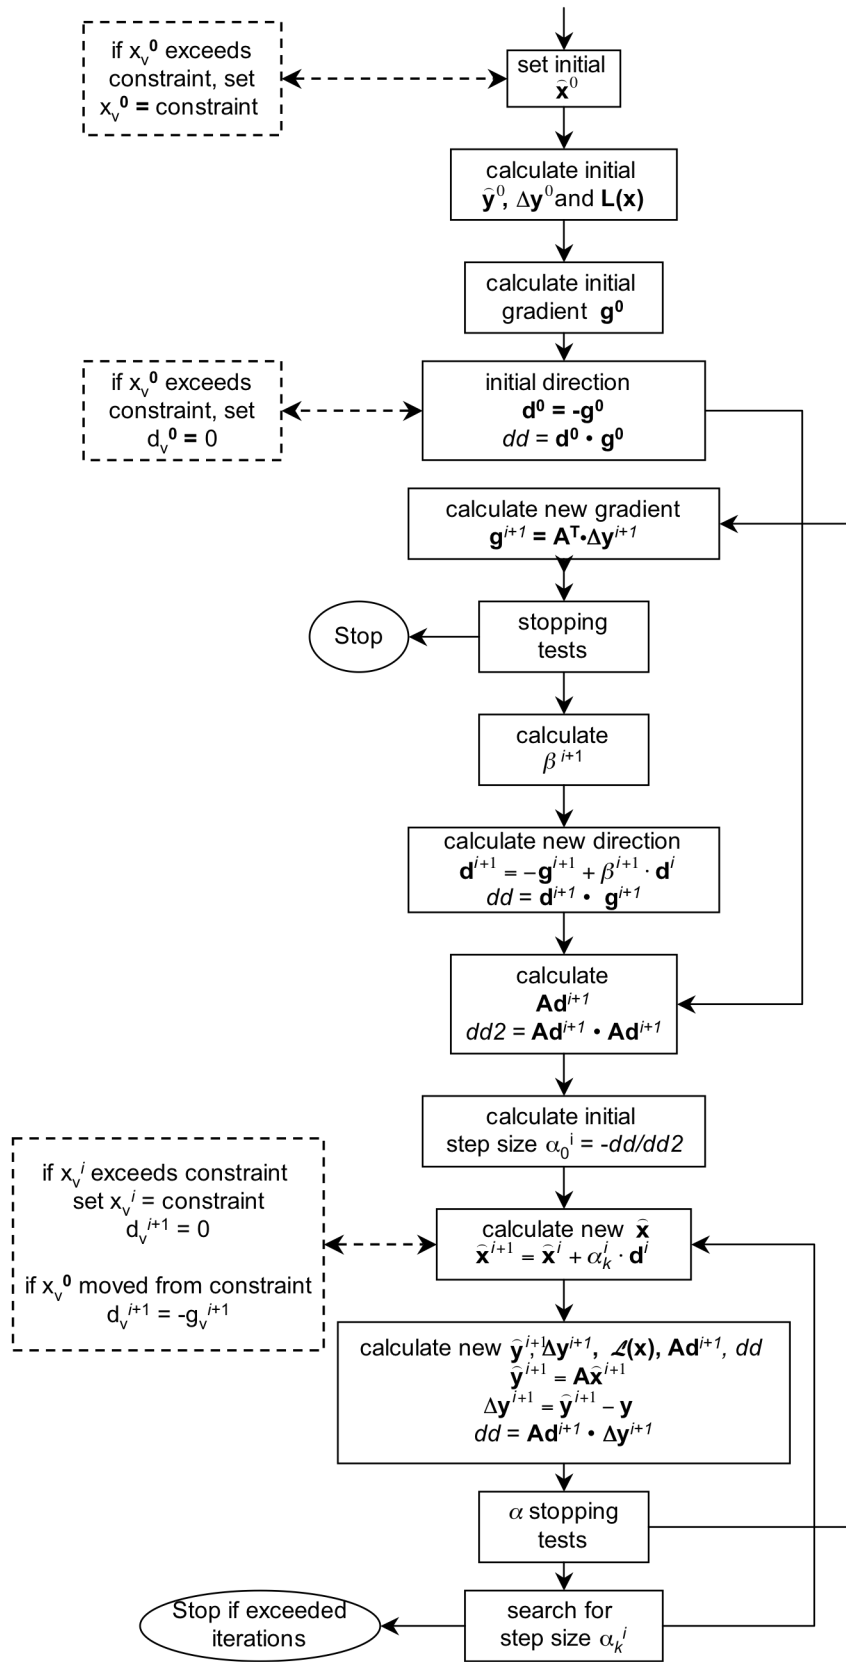 if x_v^0 exceeds
constraint, set
x_v^0 = constraint
set initial
x̂^0
calculate initial
ŷ^0, Δy^0 and L(x)
calculate initial
gradient g^0
if x_v^0 exceeds
constraint, set
d_v^0 = 0
initial direction
d^0 = -g^0
dd = d^0 • g^0
calculate new gradient
g^{i+1} = A^T•Δy^{i+1}
Stop
stopping
tests
calculate
β^{i+1}
calculate new direction
d^{i+1} = −g^{i+1} + β^{i+1} · d^i
dd = d^{i+1} • g^{i+1}
calculate
Ad^{i+1}
dd2 = Ad^{i+1} • Ad^{i+1}
calculate initial
step size α_0^i = -dd/dd2
if x_v^i exceeds constraint
set x_v^i = constraint
d_v^{i+1} = 0
if x_v^0 moved from constraint
d_v^{i+1} = -g_v^{i+1}
calculate new x̂
x̂^{i+1} = x̂^i + α_k^i · d^i
calculate new ŷ^{i+1}, Δy^{i+1}, ℒ(x), Ad^{i+1}, dd
ŷ^{i+1} = Ax̂^{i+1}
Δy^{i+1} = ŷ^{i+1} − y
dd = Ad^{i+1} • Δy^{i+1}
α stopping
tests
Stop if exceeded
iterations
search for
step size α_k^i